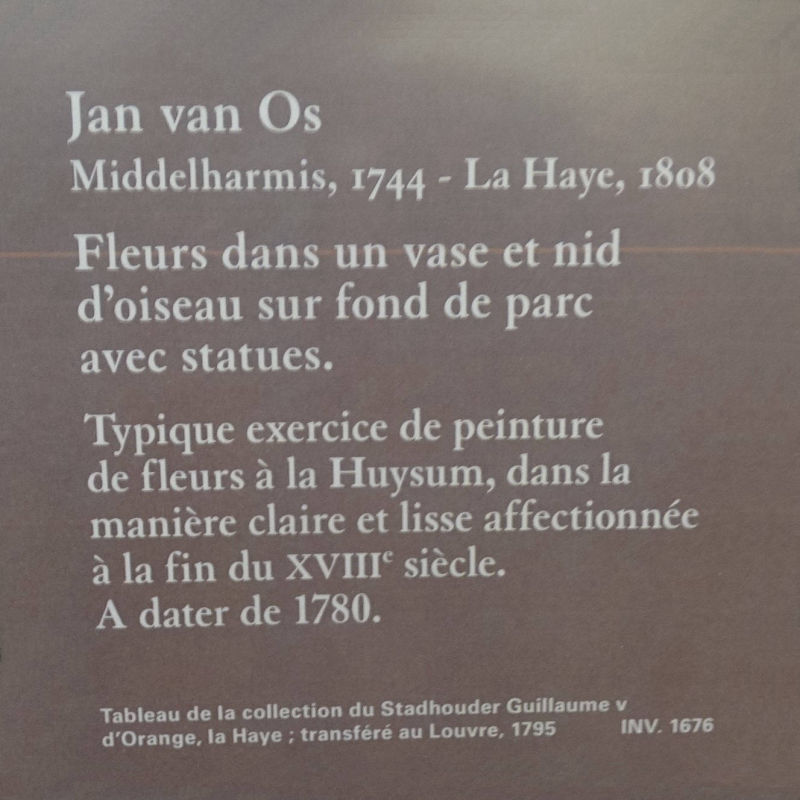 Jan van Os
Middelharmis, 1744 - La Haye, 1808
Fleurs dans un vase et nid
d'oiseau sur fond de parc
avec statues.
Typique exercice de peinture
de fleurs à la Huysum, dans la
manière claire et lisse affectionnée
à la fin du XVIIIe siècle.
A dater de 1780.
Tableau de la collection du Stadhouder Guillaume V
d'Orange, la Haye ; transféré au Louvre, 1795 INV. 1676